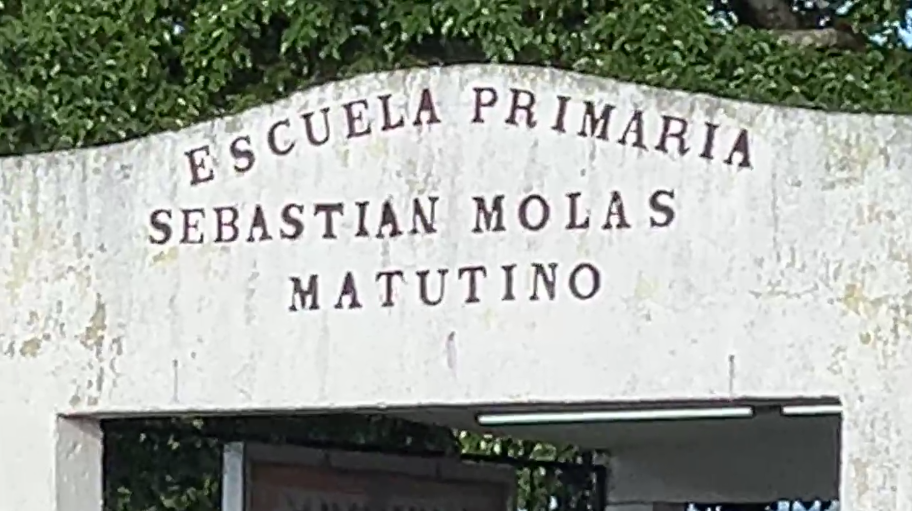 ESCUELA PRIMARIA
SEBASTIAN MOLAS
MATUTINO